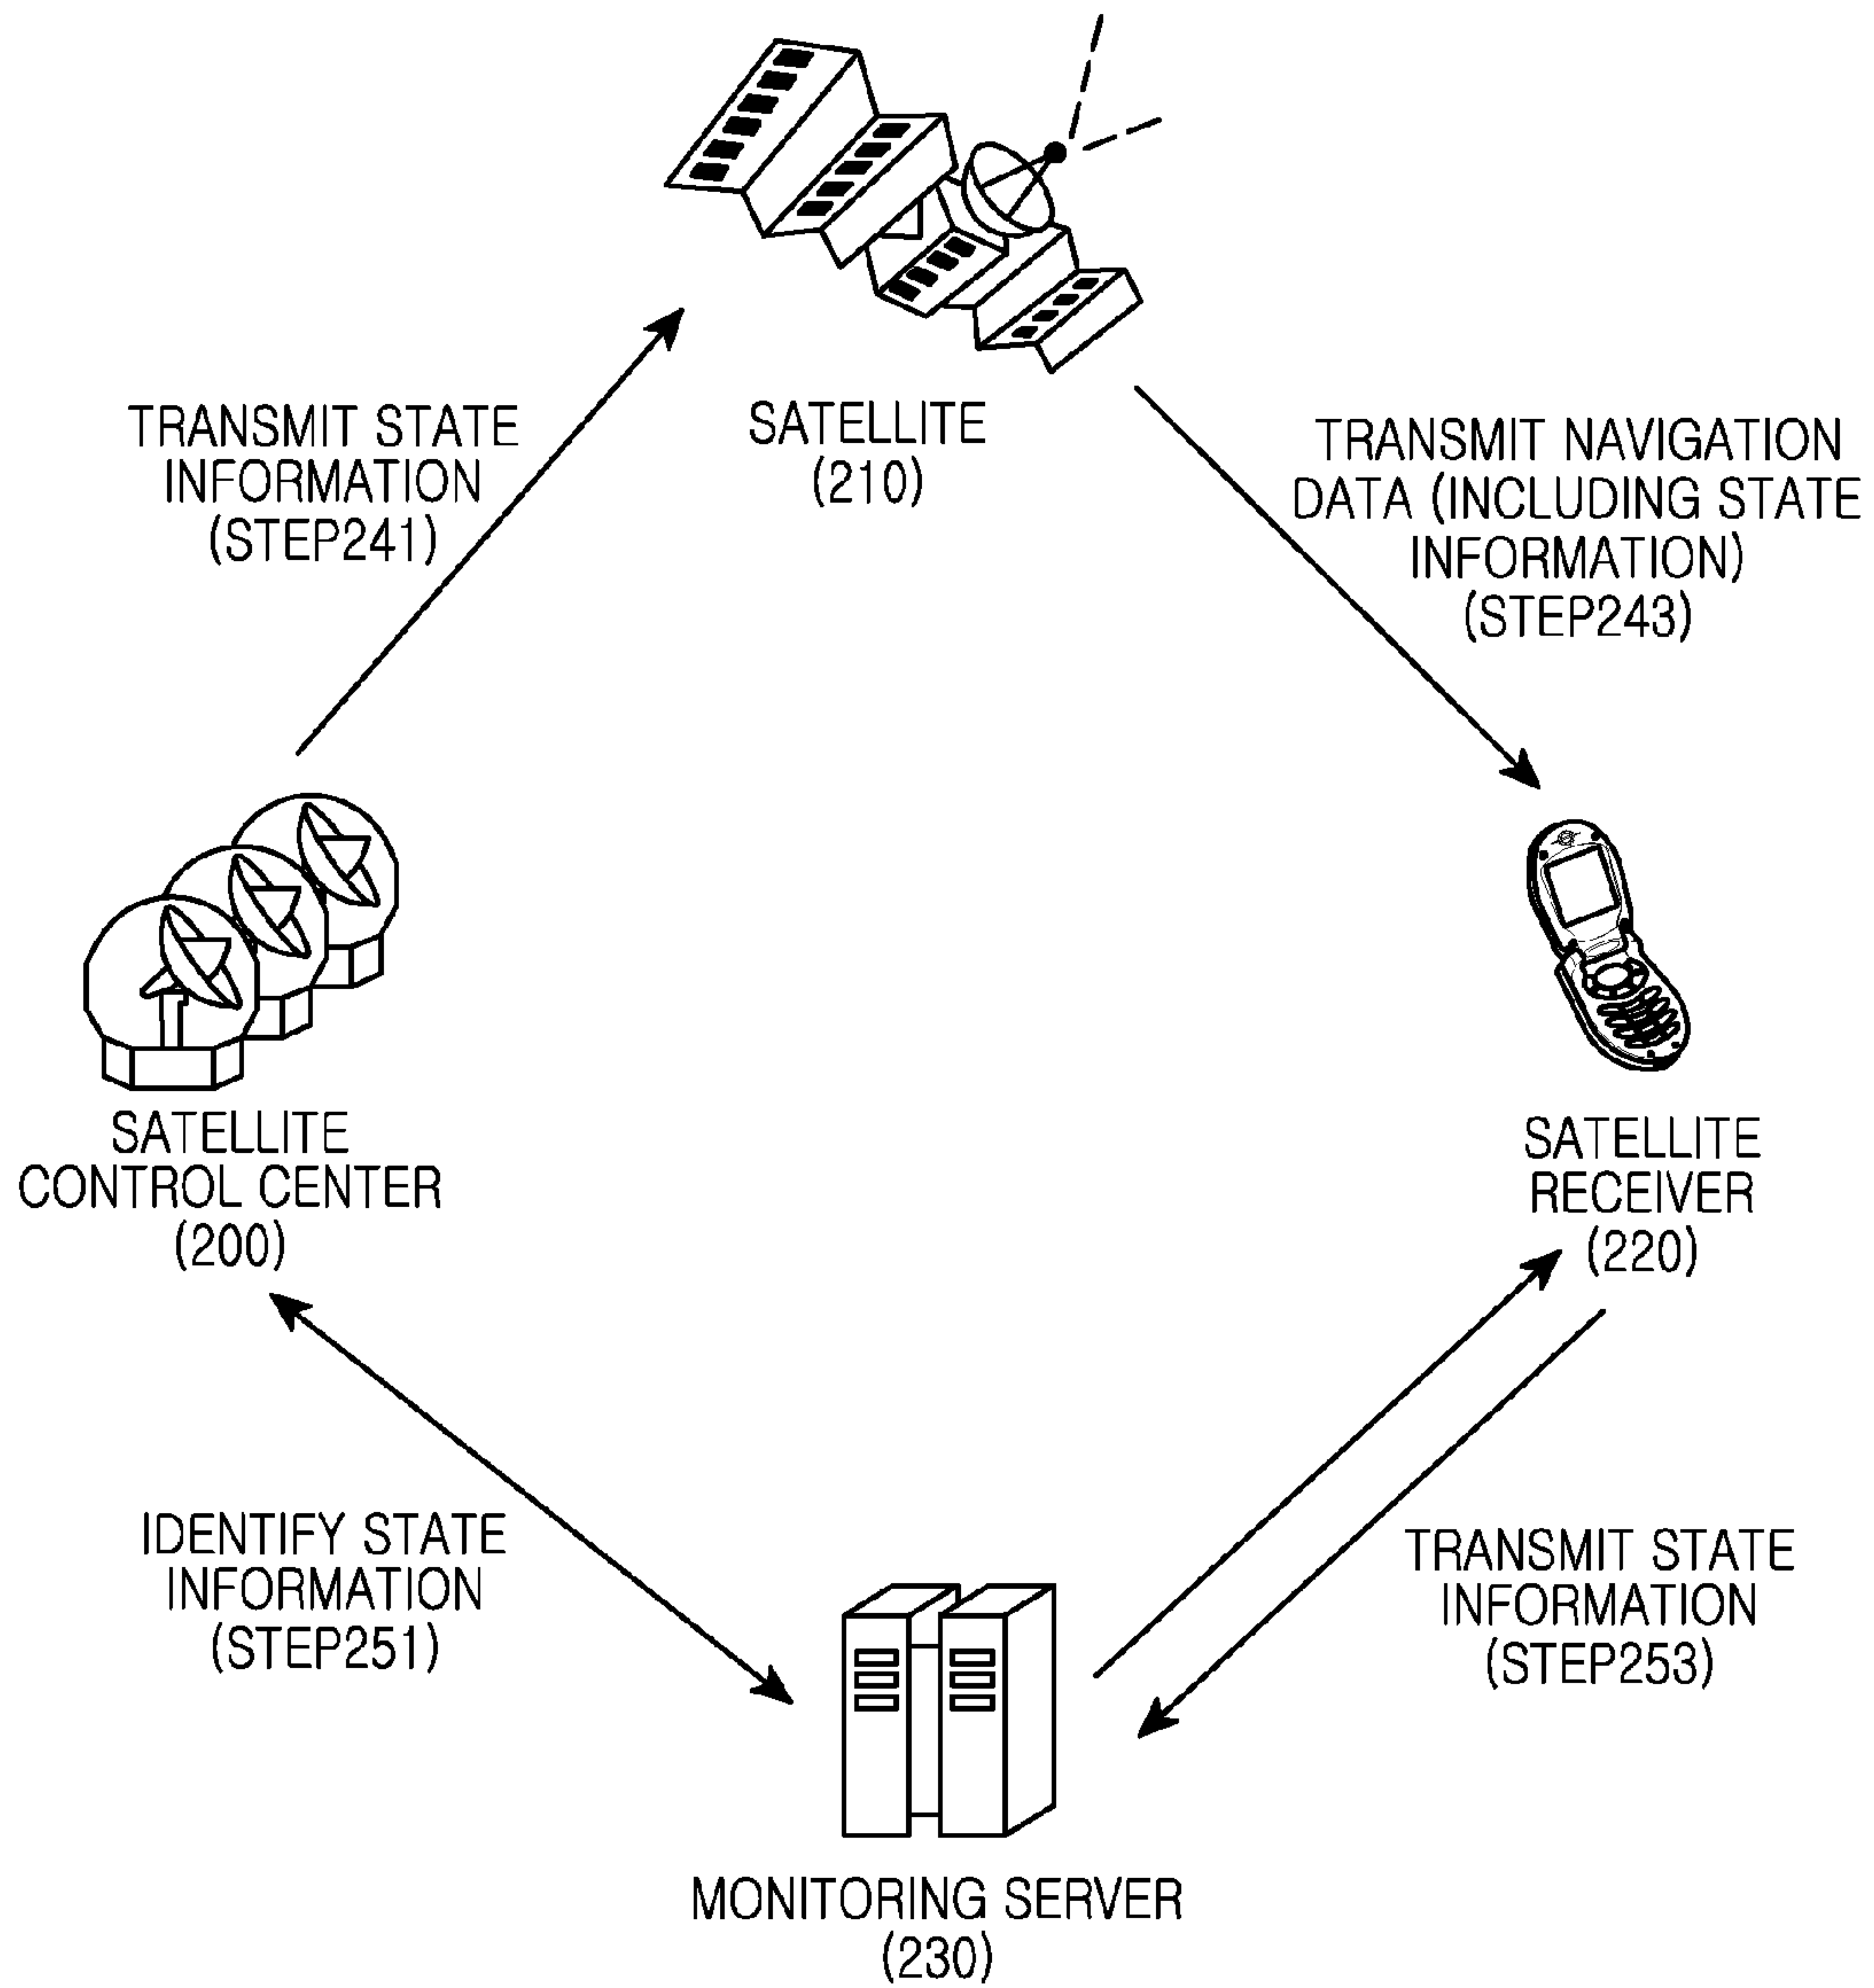 TRANSMIT STATE
INFORMATION
(STEP241)
SATELLITE
(210)
TRANSMIT NAVIGATION
DATA (INCLUDING STATE
INFORMATION)
(STEP243)
SATELLITE
CONTROL CENTER
(200)
SATELLITE
RECEIVER
(220)
IDENTIFY STATE
INFORMATION
(STEP251)
TRANSMIT STATE
INFORMATION
(STEP253)
MONITORING SERVER
(230)